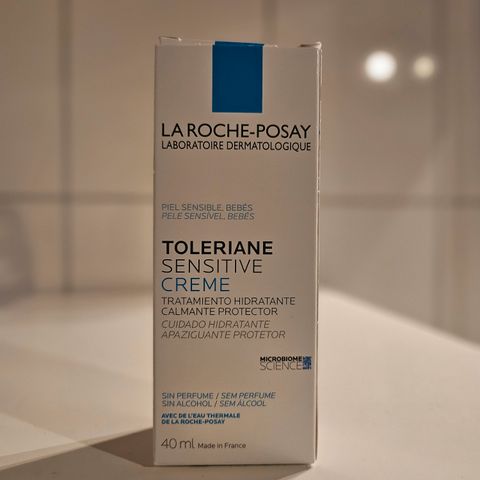 LA ROCHE-POSAY
LABORATOIRE DERMATOLOGIQUE
PIEL SENSIBLE, BEBÉS
PELE SENSÍVEL, BEBÉS
TOLERIANE
SENSITIVE
CREME
TRATAMIENTO HIDRATANTE
CALMANTE PROTECTOR
CUIDADO HIDRATANTE
APAZIGUANTE PROTETOR
MICROBIOME
SCIENCE
SIN PERFUME / SEM PERFUME
SIN ALCOHOL / SEM ÁLCOOL
AVEC DE L'EAU THERMALE
DE LA ROCHE-POSAY
40 ml Made in France